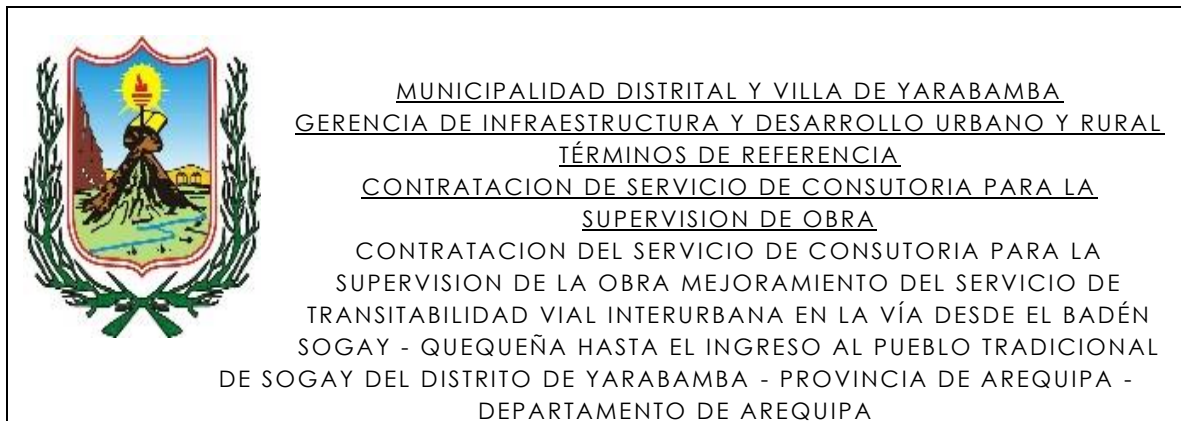 MUNICIPALIDAD DISTRITAL Y VILLA DE YARABAMBA
GERENCIA DE INFRAESTRUCTURA Y DESARROLLO URBANO Y RURAL
TÉRMINOS DE REFERENCIA
CONTRATACION DE SERVICIO DE CONSUTORIA PARA LA
SUPERVISION DE OBRA
CONTRATACION DEL SERVICIO DE CONSUTORIA PARA LA
SUPERVISION DE LA OBRA MEJORAMIENTO DEL SERVICIO DE
TRANSITABILIDAD VIAL INTERURBANA EN LA VÍA DESDE EL BADÉN
SOGAY - QUEQUEÑA HASTA EL INGRESO AL PUEBLO TRADICIONAL
DE SOGAY DEL DISTRITO DE YARABAMBA - PROVINCIA DE AREQUIPA -
DEPARTAMENTO DE AREQUIPA